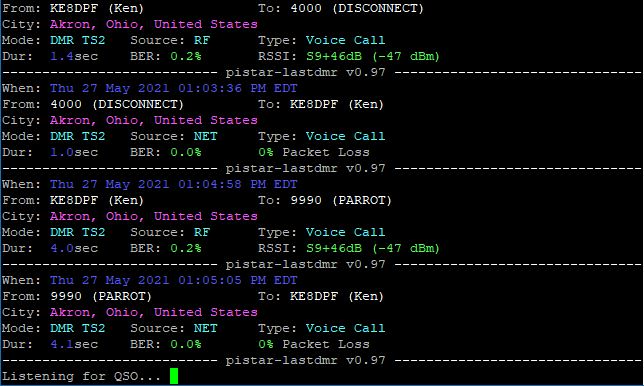 From: KE8DPF (Ken) To: 4000 (DISCONNECT)
City: Akron, Ohio, United States
Mode: DMR TS2 Source: RF Type: Voice Call
Dur: 1.4sec BER: 0.2% RSSI: S9+46dB (-47 dBm)
--------------------------- pistar-lastdmr v0.97 -------------------------------
When: Thu 27 May 2021 01:03:36 PM EDT
From: 4000 (DISCONNECT) To: KE8DPF (Ken)
City: Akron, Ohio, United States
Mode: DMR TS2 Source: NET Type: Voice Call
Dur: 1.0sec BER: 0.0% 0% Packet Loss
--------------------------- pistar-lastdmr v0.97 -------------------------------
When: Thu 27 May 2021 01:04:58 PM EDT
From: KE8DPF (Ken) To: 9990 (PARROT)
City: Akron, Ohio, United States
Mode: DMR TS2 Source: RF Type: Voice Call
Dur: 4.0sec BER: 0.2% RSSI: S9+46dB (-47 dBm)
--------------------------- pistar-lastdmr v0.97 -------------------------------
When: Thu 27 May 2021 01:05:05 PM EDT
From: 9990 (PARROT) To: KE8DPF (Ken)
City: Akron, Ohio, United States
Mode: DMR TS2 Source: NET Type: Voice Call
Dur: 4.1sec BER: 0.0% 0% Packet Loss
--------------------------- pistar-lastdmr v0.97 -------------------------------
Listening for QSO...